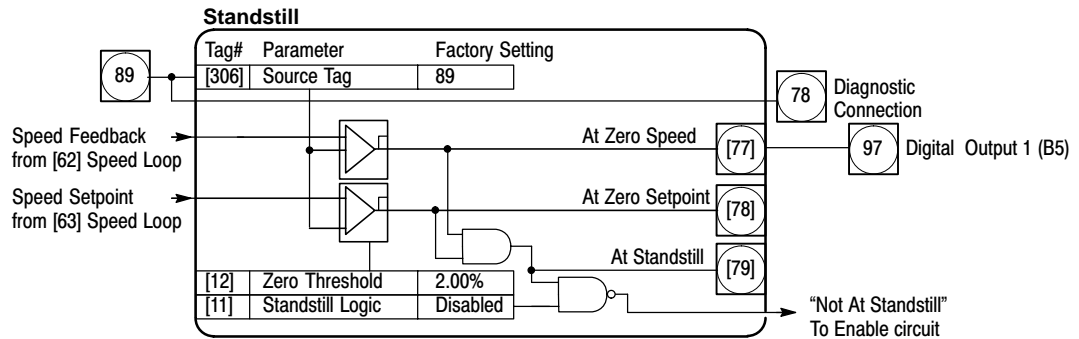 Standstill
Tag# Parameter Factory Setting
[306] Source Tag 89
89
78 Diagnostic
Connection
Speed Feedback
from [62] Speed Loop
At Zero Speed [77] 97 Digital Output 1 (B5)
Speed Setpoint
from [63] Speed Loop
At Zero Setpoint [78]
At Standstill [79]
[12] Zero Threshold 2.00%
[11] Standstill Logic Disabled
“Not At Standstill”
To Enable circuit